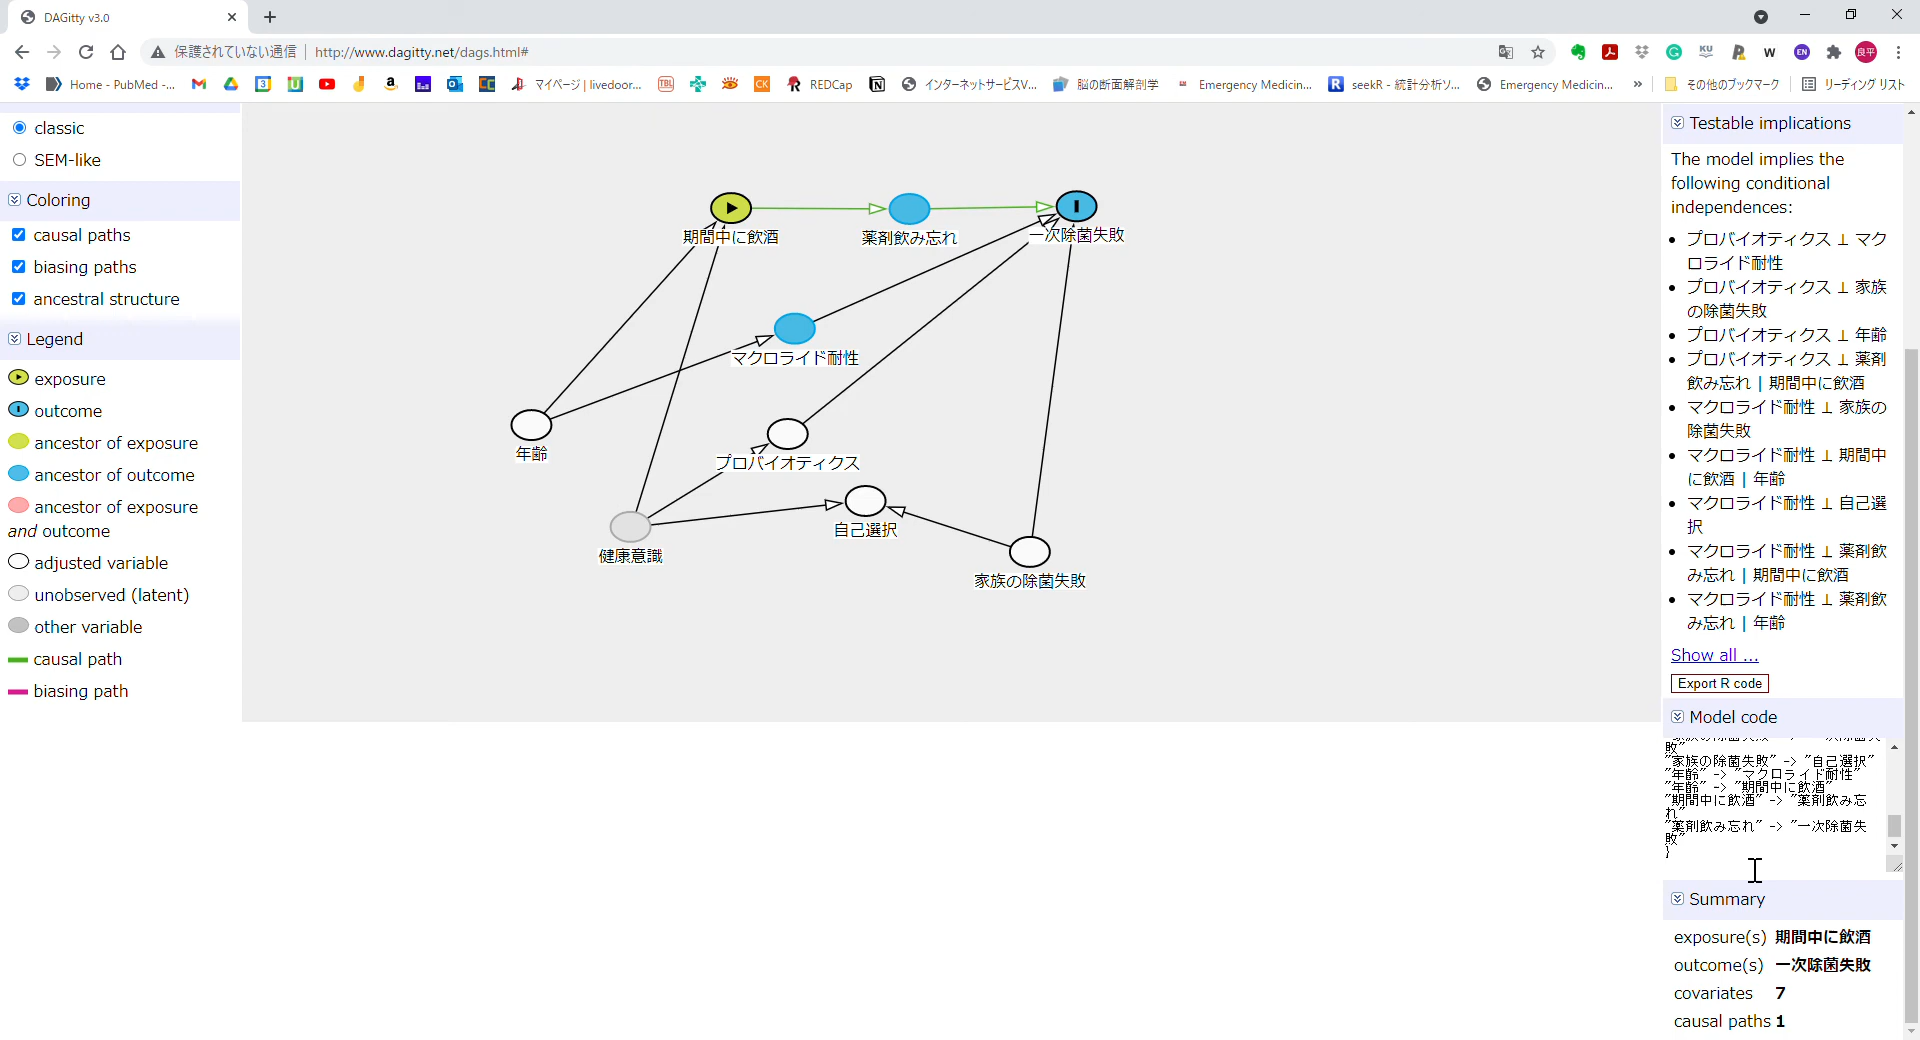 DAGitty v3.0
保護されていない通信 http://www.dagitty.net/dags.html#
Home - PubMed -... マイページ | livedoor... REDCap インターネットサービスV... 脳の断面解剖学 Emergency Medicin... seekR - 統計分析ソ... Emergency Medicin... » その他のブックマーク リーディング リスト
classic
SEM-like
Coloring
causal paths
biasing paths
ancestral structure
Legend
exposure
outcome
ancestor of exposure
ancestor of outcome
ancestor of exposure
and outcome
adjusted variable
unobserved (latent)
other variable
causal path
biasing path
期間中に飲酒
薬剤飲み忘れ
一次除菌失敗
マクロライド耐性
年齢
プロバイオティクス
自己選択
健康意識
家族の除菌失敗
Testable implications
The model implies the
following conditional
independences:
プロバイオティクス ⊥ マク
ロライド耐性
プロバイオティクス ⊥ 家族
の除菌失敗
プロバイオティクス ⊥ 年齢
プロバイオティクス ⊥ 薬剤
飲み忘れ | 期間中に飲酒
マクロライド耐性 ⊥ 家族の
除菌失敗
マクロライド耐性 ⊥ 期間中
に飲酒 | 年齢
マクロライド耐性 ⊥ 自己選
択
マクロライド耐性 ⊥ 薬剤飲
み忘れ | 期間中に飲酒
マクロライド耐性 ⊥ 薬剤飲
み忘れ | 年齢
Show all ...
Export R code
Model code
敗"
"家族の除菌失敗" -> "自己選択"
"年齢" -> "マクロライド耐性"
"年齢" -> "期間中に飲酒"
"期間中に飲酒" -> "薬剤飲み忘
れ"
"薬剤飲み忘れ" -> "一次除菌失
敗"
}
Summary
exposure(s) 期間中に飲酒
outcome(s) 一次除菌失敗
covariates 7
causal paths 1